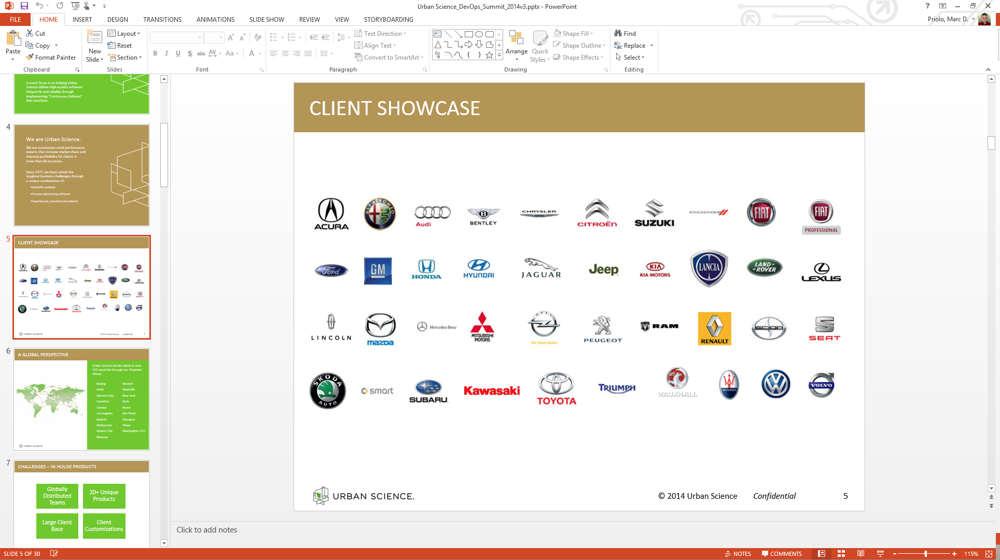 Urban Science_DevOps_Summit_2014v3.pptx - PowerPoint
FILE HOME INSERT DESIGN TRANSITIONS ANIMATIONS SLIDE SHOW REVIEW VIEW STORYBOARDING
Priolo, Marc D.
Paste
Cut
Copy
Format Painter
Clipboard
New Slide
Layout
Reset
Section
Slides
Font
Text Direction
Align Text
Convert to SmartArt
Paragraph
Arrange
Quick Styles
Shape Fill
Shape Outline
Shape Effects
Drawing
Find
Replace
Select
Editing
Current focus is on helping Urban
Science deliver high-quality software
frequently and reliably through
implementing "Continuous Delivery"
best practices.
4
We are Urban Science.
We are automotive retail performance
experts that increase market share and
improve profitability for clients in
more than 60 countries.
Since 1977, we have solved the
toughest business challenges through
a unique combination of:
•Scientific analysis
•Process-optimizing software
•Experienced, practical consultants
5
CLIENT SHOWCASE
URBAN SCIENCE
© 2014 Urban Science Confidential
6
A GLOBAL PERSPECTIVE
Urban Science serves clients in over
150 countries through our 19 global
offices.
Beijing Munich
Delhi Nashville
Detroit (HQ) New York
Frankfurt Paris
London Rome
Los Angeles Sao Paulo
Madrid Shanghai
Melbourne Tokyo
Mexico City Washington, D.C.
Moscow
URBAN SCIENCE
7
CHALLENGES – IN HOUSE PRODUCTS
Globally
Distributed
Teams
20+ Unique
Products
Large Client
Base
Client
Customizations
CLIENT SHOWCASE
ACURA
ALFA ROMEO
Audi
BENTLEY
CHRYSLER
CITROËN
SUZUKI
DODGE
FIAT
FIAT
PROFESSIONAL
Ford
GM
HONDA
HYUNDAI
JAGUAR
Jeep
KIA
KIA MOTORS
LANCIA
LAND-
-ROVER
LEXUS
LINCOLN
mazda
Mercedes-Benz
MITSUBISHI
MOTORS
Wir leben Autos.
PEUGEOT
RAM
RENAULT
SCION
SEAT
SKODA
AUTO
smart
SUBARU
Kawasaki
TOYOTA
TRIUMPH
VAUXHALL
MASERATI
VOLVO
URBAN SCIENCE
© 2014 Urban Science Confidential 5
Click to add notes
SLIDE 5 OF 30 NOTES COMMENTS 115%